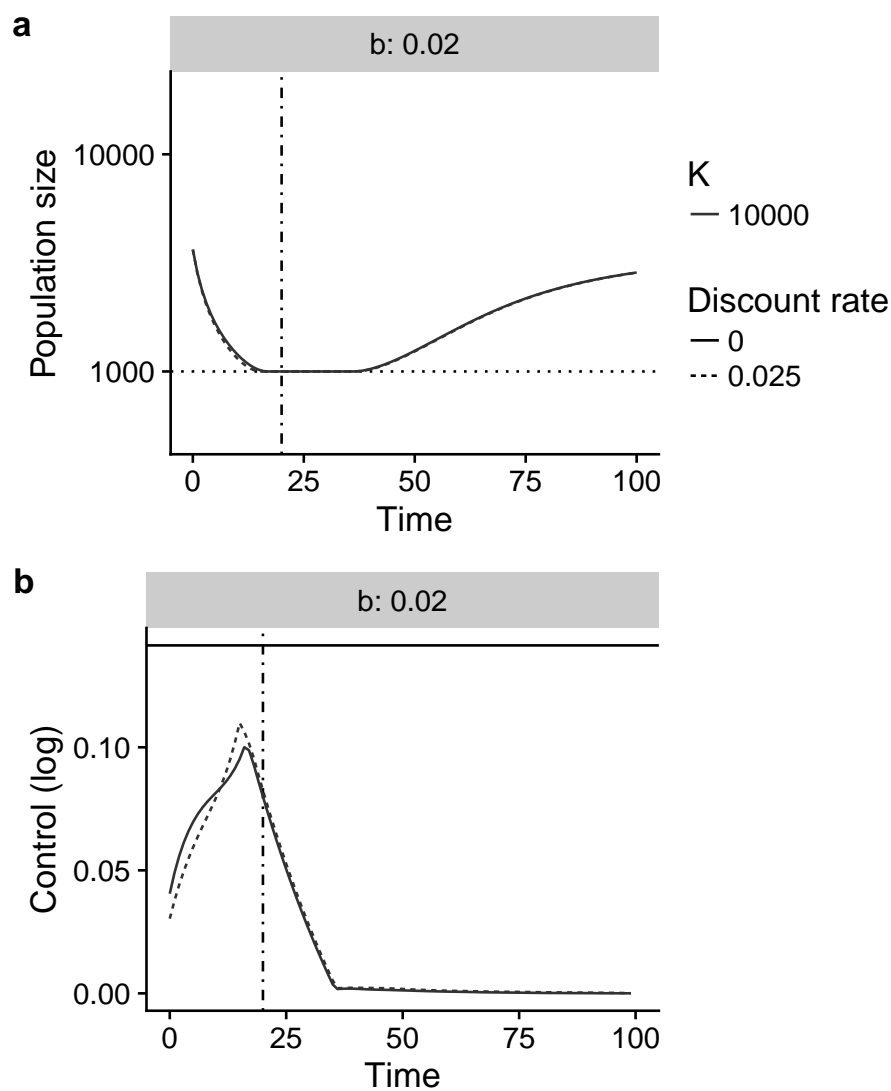 a
b: 0.02
Population size
10000
1000
0 25 50 75 100
Time
K
10000
Discount rate
0
0.025
b
b: 0.02
Control (log)
0.10
0.05
0.00
0 25 50 75 100
Time